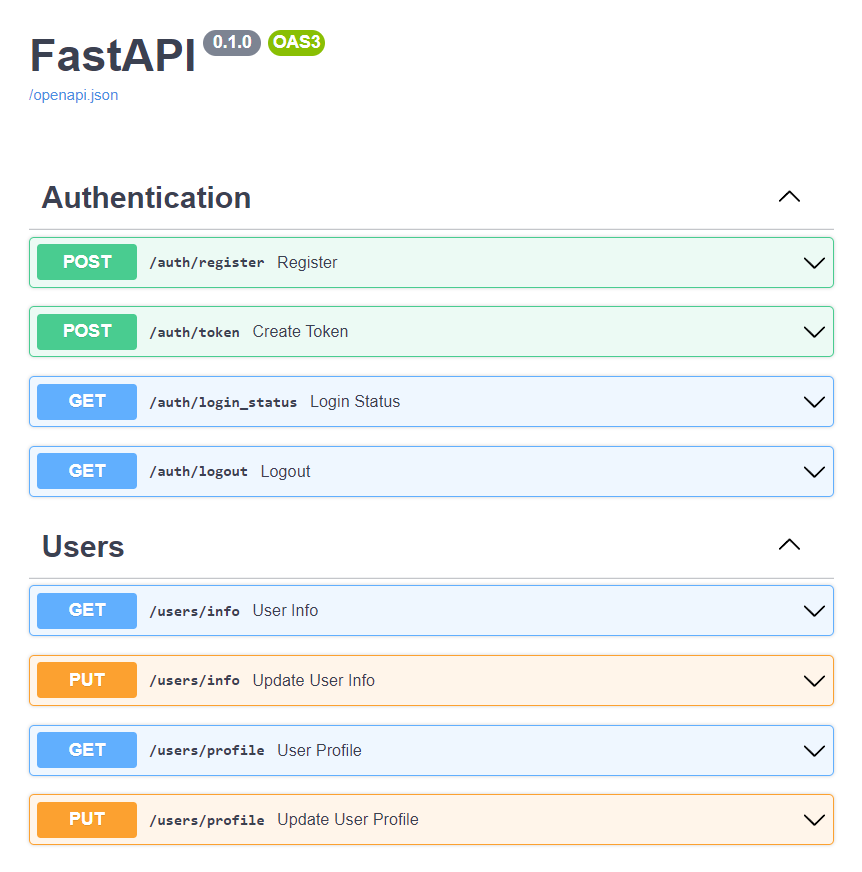 FastAPI 0.1.0 OAS3
/openapi.json
Authentication
POST /auth/register Register
POST /auth/token Create Token
GET /auth/login_status Login Status
GET /auth/logout Logout
Users
GET /users/info User Info
PUT /users/info Update User Info
GET /users/profile User Profile
PUT /users/profile Update User Profile